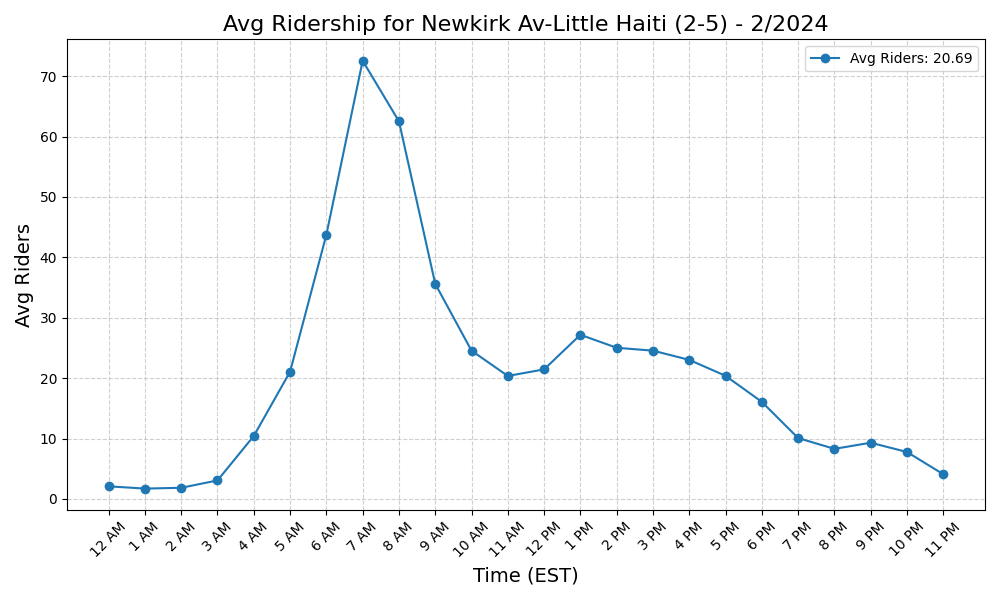 Avg Ridership for Newkirk Av-Little Haiti (2-5) - 2/2024
Avg Riders: 20.69
Avg Riders
70
60
50
40
30
20
10
0
12 AM
1 AM
2 AM
3 AM
4 AM
5 AM
6 AM
7 AM
8 AM
9 AM
10 AM
11 AM
12 PM
1 PM
2 PM
3 PM
4 PM
5 PM
6 PM
7 PM
8 PM
9 PM
10 PM
11 PM
Time (EST)